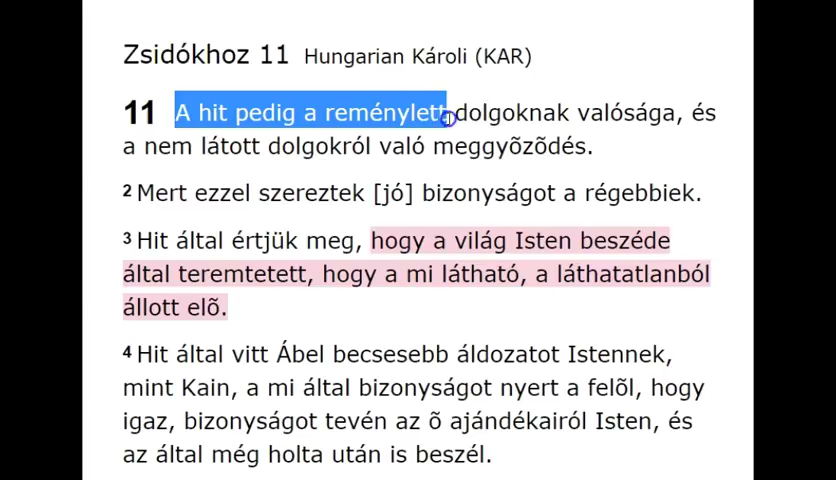 Zsidókhoz 11 Hungarian Károli (KAR)
11 A hit pedig a reménylett dolgoknak valósága, és
a nem látott dolgokról való meggyõzõdés.
2 Mert ezzel szereztek [jó] bizonyságot a régebbiek.
3 Hit által értjük meg, hogy a világ Isten beszéde
által teremtetett, hogy a mi látható, a láthatatlanból
állott elõ.
4 Hit által vitt Ábel becsesebb áldozatot Istennek,
mint Kain, a mi által bizonyságot nyert a felõl, hogy
igaz, bizonyságot tevén az õ ajándékairól Isten, és
az által még holta után is beszél.